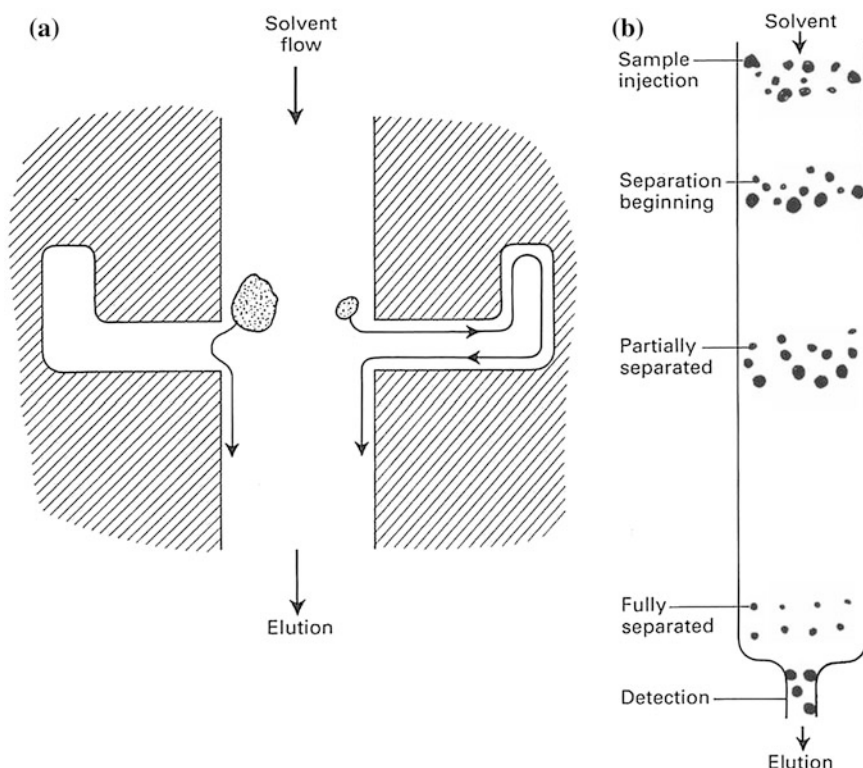 (a)
Solvent
flow
Elution
(b)
Solvent
Sample
injection
Separation
beginning
Partially
separated
Fully
separated
Detection
Elution